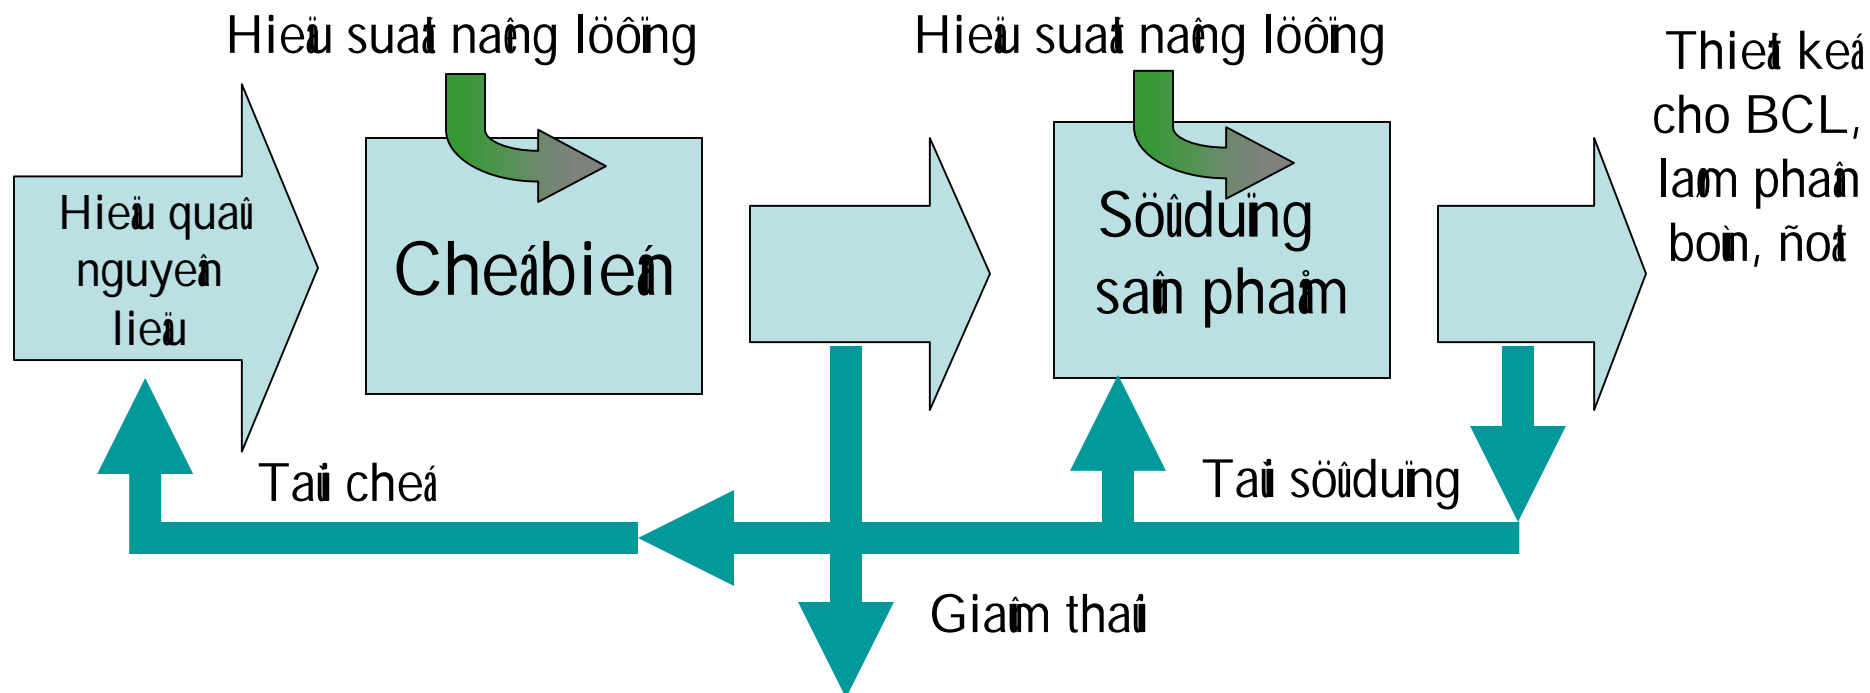 Hieäu suaát naêng löôïng
Hieäu suaát naêng löôïng
Thieát keá
cho BCL,
laøm phaân
boùn, ñoát
Hieäu quaû
nguyeân
lieäu
Cheá bieán
Söû duïng
saûn phaåm
Taùi cheá
Taùi söû duïng
Giaûm thaûi